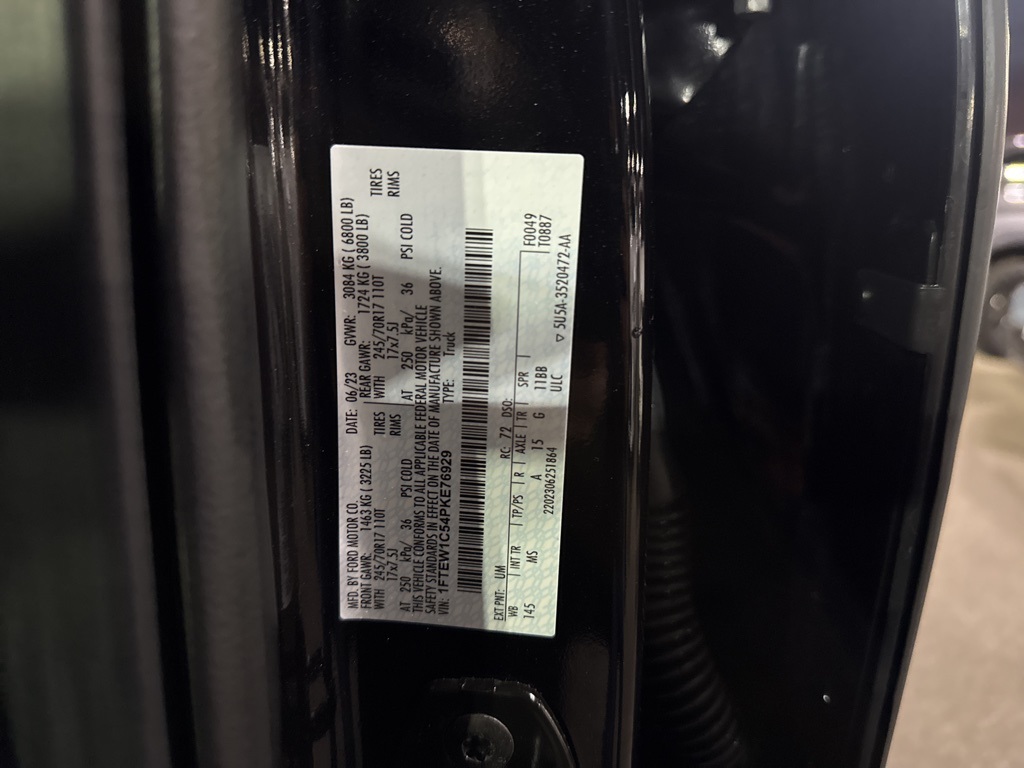 MFD. BY FORD MOTOR CO. DATE: 06/23 GVWR: 3084 KG ( 6800 LB)
FRONT GAWR: 1463 KG ( 3225 LB) REAR GAWR: 1724 KG ( 3800 LB)
WITH 245/70R17 110T TIRES WITH 245/70R17 110T TIRES
17x7.5J RIMS 17x7.5J RIMS
AT 250 kPa/ 36 PSI COLD AT 250 kPa/ 36 PSI COLD
THIS VEHICLE CONFORMS TO ALL APPLICABLE FEDERAL MOTOR VEHICLE
SAFETY STANDARDS IN EFFECT ON THE DATE OF MANUFACTURE SHOWN ABOVE.
VIN: 1FTEW1C54PKE76929 TYPE: Truck
EXT PNT: UM RC: 72 DSO: F0049
WB INT TR TP/PS R AXLE TR SPR T0887
145 MS A 15 G 11BB
2202306251864 ULC 5U5A-3520472-AA